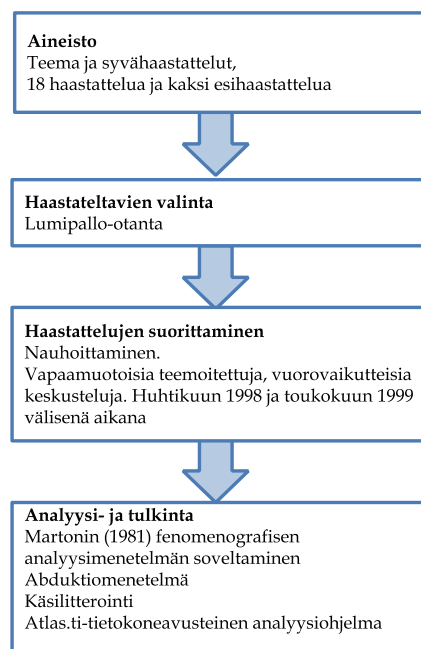 Aineisto
Teema ja syvähaastattelut,
18 haastattelua ja kaksi esihaastattelua
Haastateltavien valinta
Lumipallo-otanta
Haastattelujen suorittaminen
Nauhoittaminen.
Vapaamuotoisia teemoitettuja, vuorovaikutteisia
keskusteluja. Huhtikuun 1998 ja toukokuun 1999
välisenä aikana
Analyysi- ja tulkinta
Martonin (1981) fenomenografisen
analyysimenetelmän soveltaminen
Abduktiomenetelmä
Käsilitterointi
Atlas.ti-tietokoneavusteinen analyysiohjelma